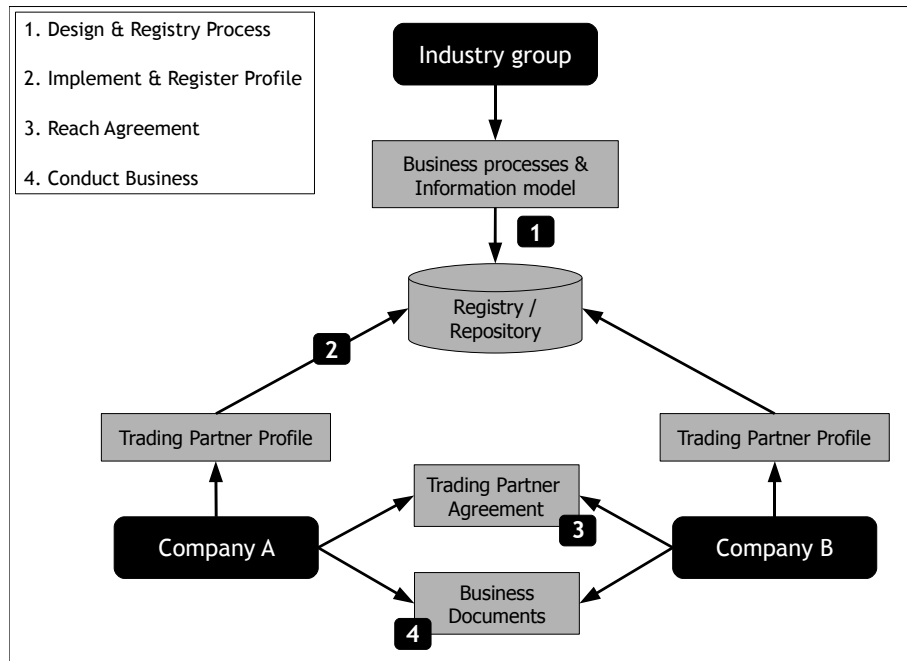 1. Design & Registry Process
2. Implement & Register Profile
3. Reach Agreement
4. Conduct Business
Industry group
Business processes &
Information model
1
Registry /
Repository
2
Trading Partner Profile
Trading Partner Profile
Trading Partner
Agreement
3
Company A
Company B
Business
Documents
4